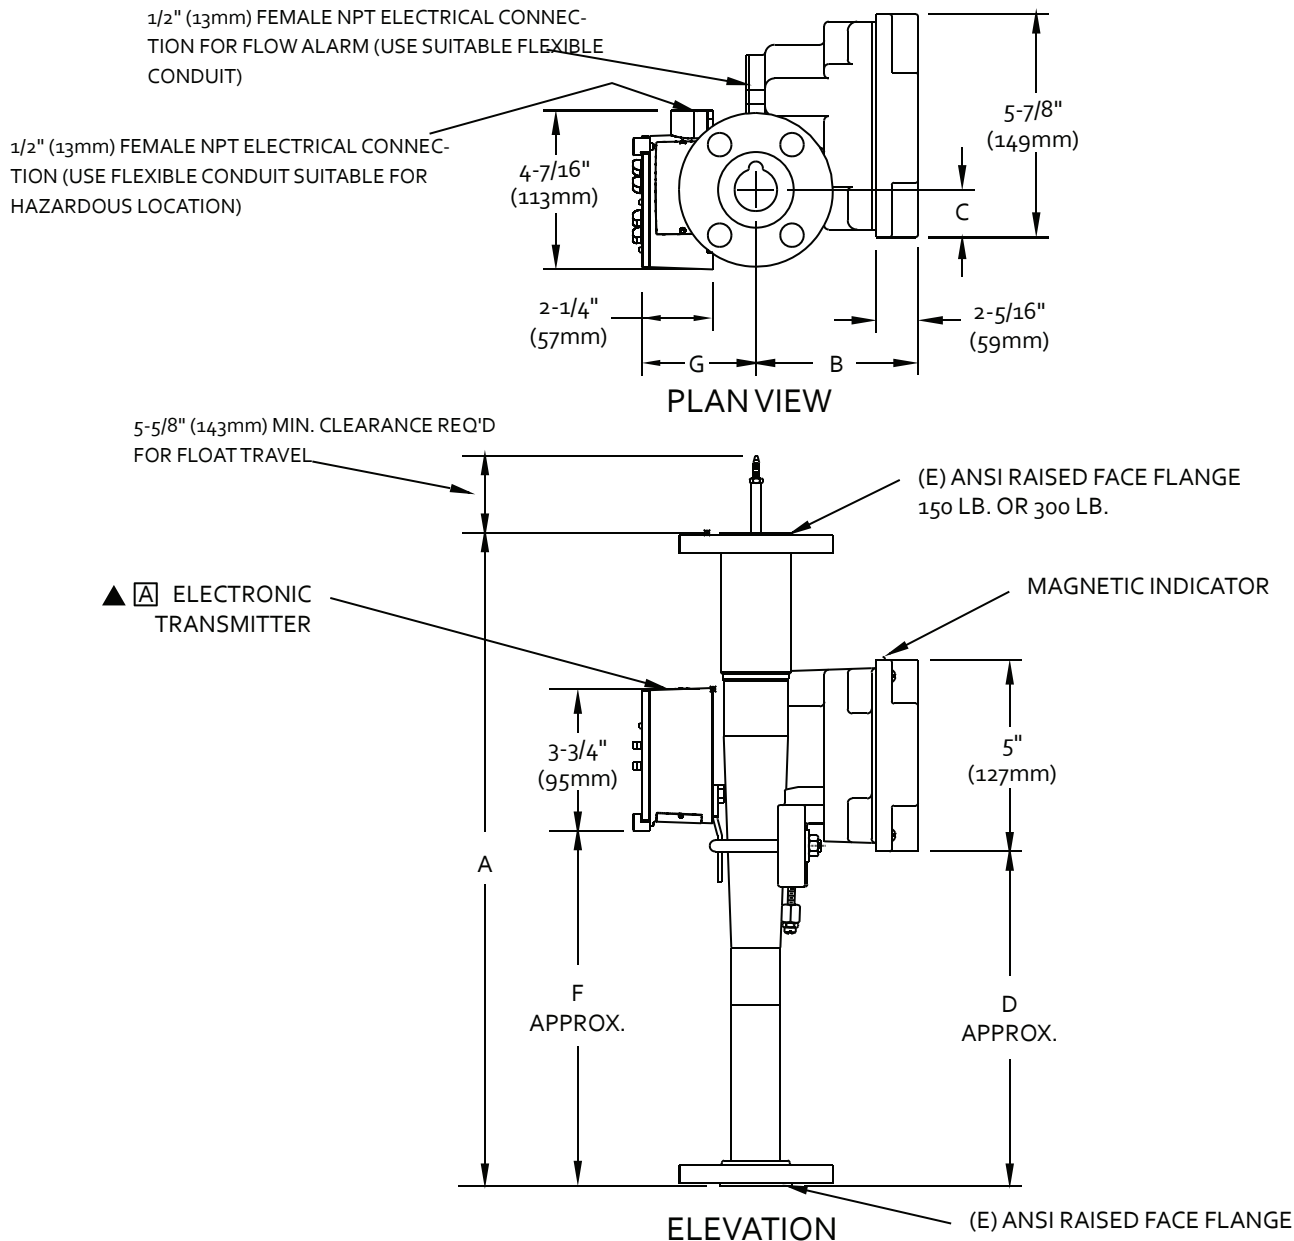 1/2" (13mm) FEMALE NPT ELECTRICAL CONNEC-
TION FOR FLOW ALARM (USE SUITABLE FLEXIBLE
CONDUIT)
1/2" (13mm) FEMALE NPT ELECTRICAL CONNEC-
TION (USE FLEXIBLE CONDUIT SUITABLE FOR
HAZARDOUS LOCATION)
4-7/16"
(113mm)
5-7/8"
(149mm)
C
2-1/4"
(57mm)
2-5/16"
(59mm)
G
B
PLAN VIEW
5-5/8" (143mm) MIN. CLEARANCE REQ'D
FOR FLOAT TRAVEL
(E) ANSI RAISED FACE FLANGE
150 LB. OR 300 LB.
▲ A ELECTRONIC
TRANSMITTER
MAGNETIC INDICATOR
3-3/4"
(95mm)
5"
(127mm)
A
F
APPROX.
D
APPROX.
(E) ANSI RAISED FACE FLANGE
ELEVATION